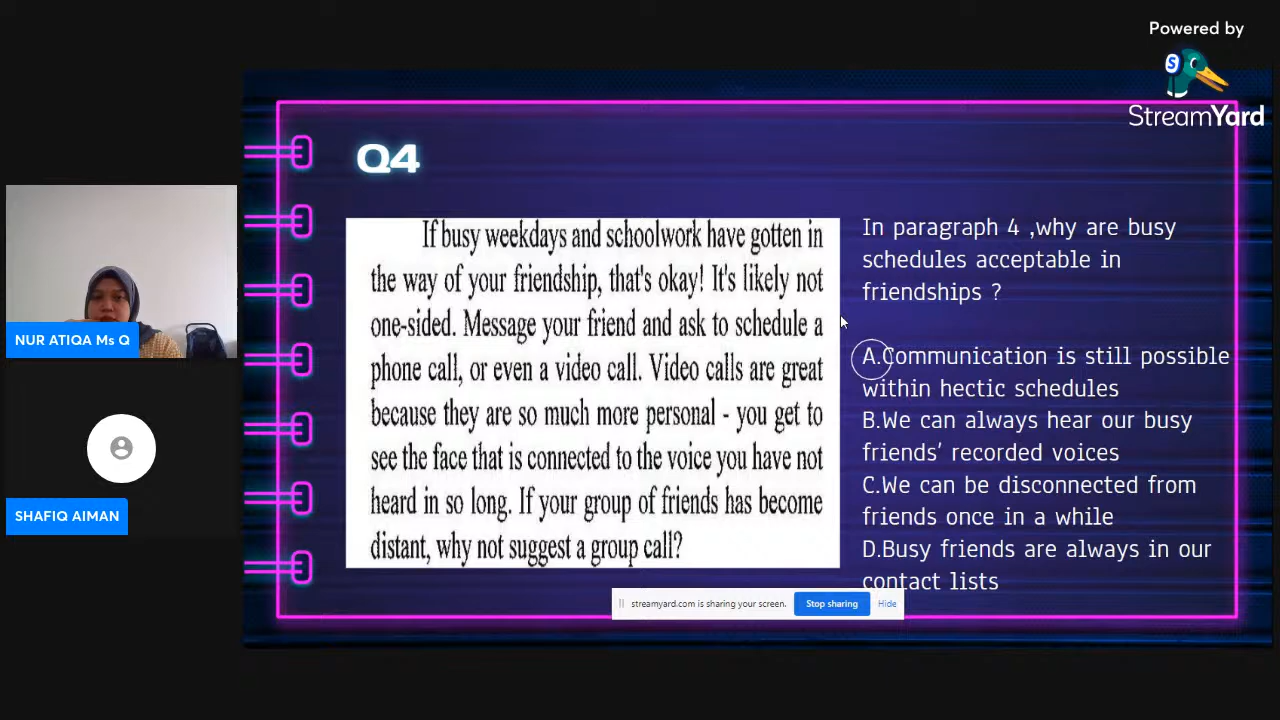 Powered by
S
StreamYard
Q4
If busy weekdays and schoolwork have gotten in
the way of your friendship, that's okay! It's likely not
one-sided. Message your friend and ask to schedule a
phone call, or even a video call. Video calls are great
because they are so much more personal - you get to
see the face that is connected to the voice you have not
heard in so long. If your group of friends has become
distant, why not suggest a group call?
In paragraph 4 ,why are busy
schedules acceptable in
friendships ?
A.Communication is still possible
within hectic schedules
B.We can always hear our busy
friends' recorded voices
C.We can be disconnected from
friends once in a while
D.Busy friends are always in our
contact lists
NUR ATIQA Ms Q
SHAFIQ AIMAN
streamyard.com is sharing your screen.
Stop sharing
Hide